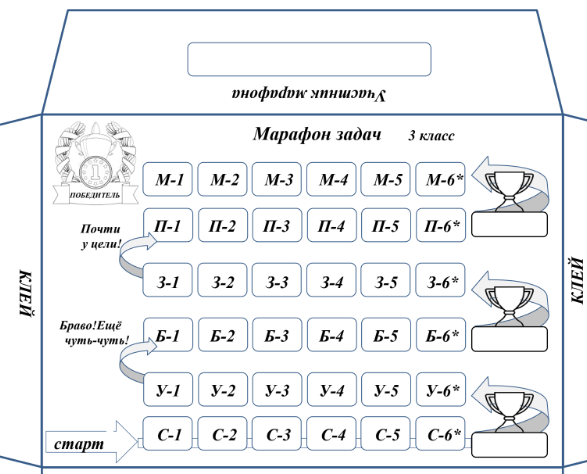 Участник марафона
Марафон задач 3 класс
ПОБЕДИТЕЛЬ
1
М-1 М-2 М-3 М-4 М-5 М-6*
Почти
у цели!
П-1 П-2 П-3 П-4 П-5 П-6*
З-1 З-2 З-3 З-4 З-5 З-6*
КЛЕЙ
КЛЕЙ
Браво!Ещё
чуть-чуть!
Б-1 Б-2 Б-3 Б-4 Б-5 Б-6*
У-1 У-2 У-3 У-4 У-5 У-6*
старт
С-1 С-2 С-3 С-4 С-5 С-6*